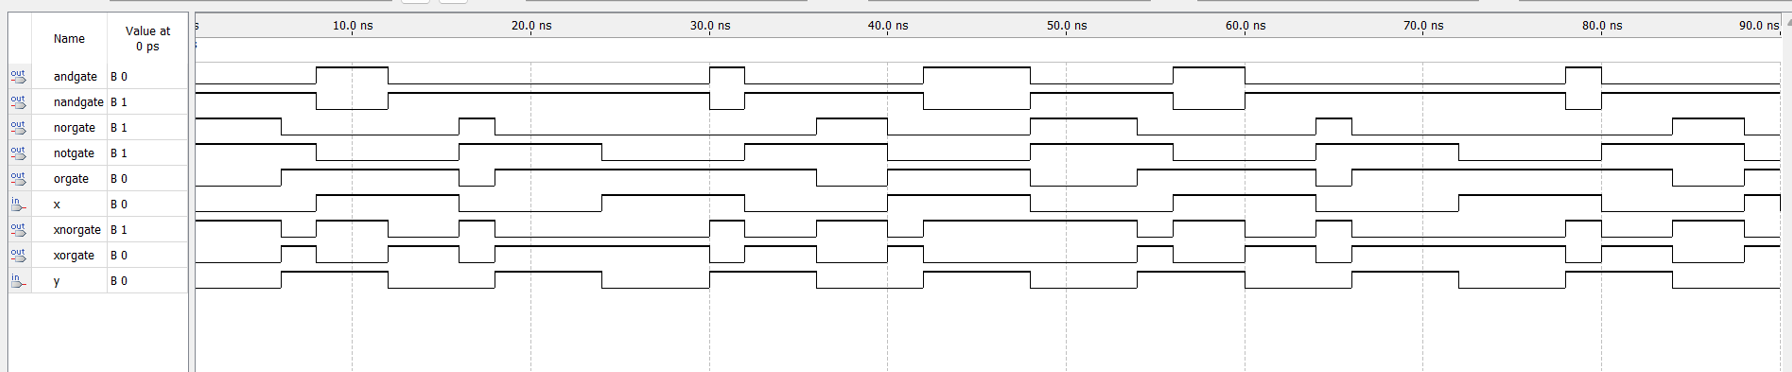 10.0 ns 20.0 ns 30.0 ns 40.0 ns 50.0 ns 60.0 ns 70.0 ns 80.0 ns 90.0 ns
Name
Value at
0 ps
out andgate B 0
out nandgate B 1
out norgate B 1
out notgate B 1
out orgate B 0
in x B 0
out xnorgate B 1
out xorgate B 0
in y B 0